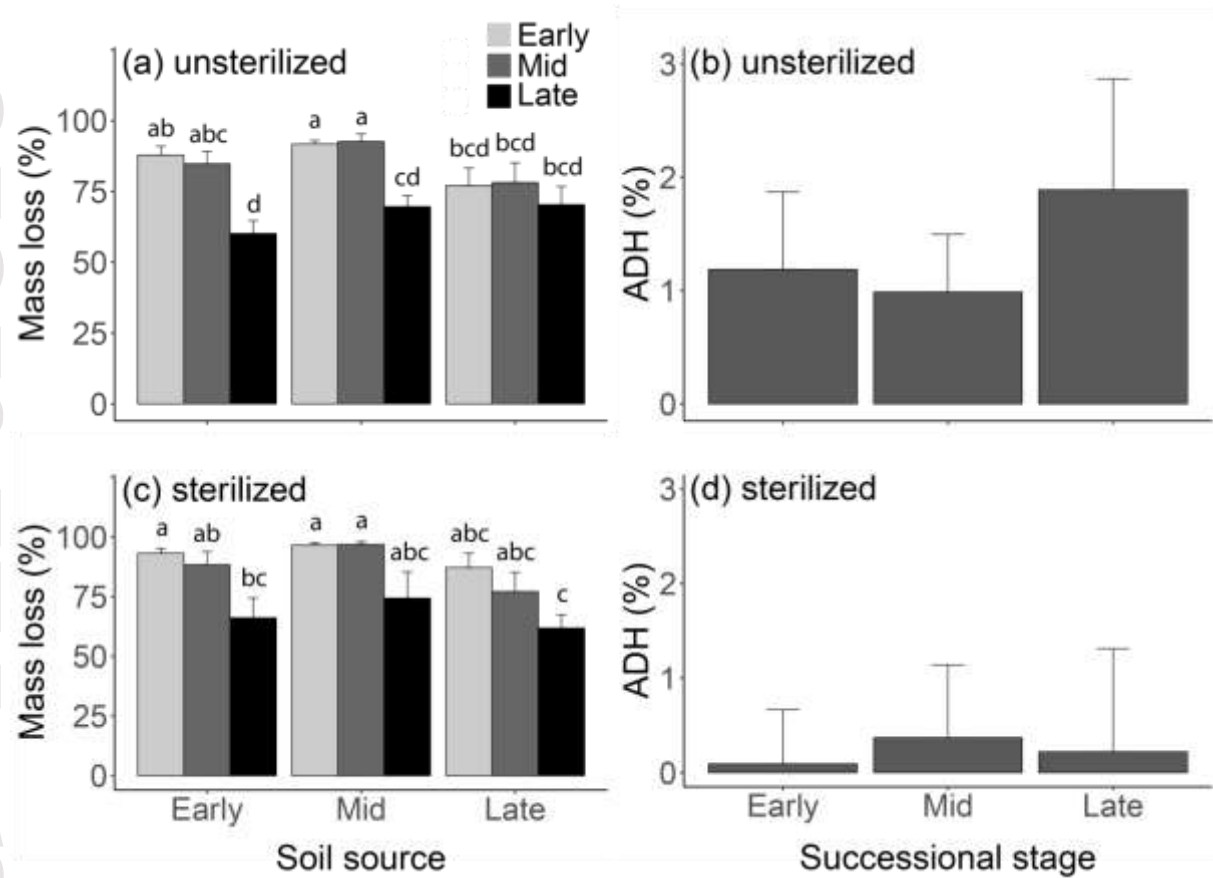 (a) unsterilized
Early
Mid
Late
Mass loss (%)
100
75
50
25
0
ab
abc
d
a
a
cd
bcd
bcd
bcd
(b) unsterilized
ADH (%)
3
2
1
0
(c) sterilized
Mass loss (%)
100
75
50
25
0
a
ab
bc
a
a
abc
abc
abc
c
Early
Mid
Late
Soil source
(d) sterilized
ADH (%)
3
2
1
0
Early
Mid
Late
Successional stage